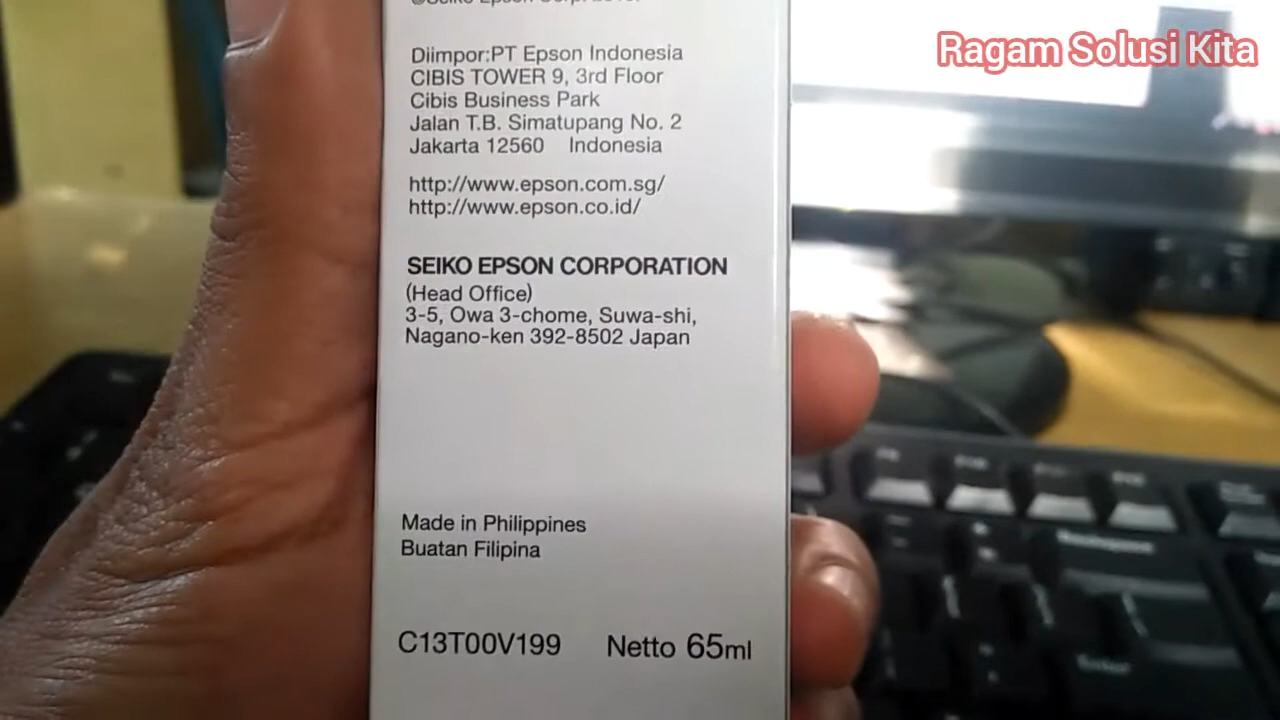 Ragam Solusi Kita
Diimpor:PT Epson Indonesia
CIBIS TOWER 9, 3rd Floor
Cibis Business Park
Jalan T.B. Simatupang No. 2
Jakarta 12560 Indonesia
http://www.epson.com.sg/
http://www.epson.co.id/
SEIKO EPSON CORPORATION
(Head Office)
3-5, Owa 3-chome, Suwa-shi,
Nagano-ken 392-8502 Japan
Made in Philippines
Buatan Filipina
C13T00V199 Netto 65ml